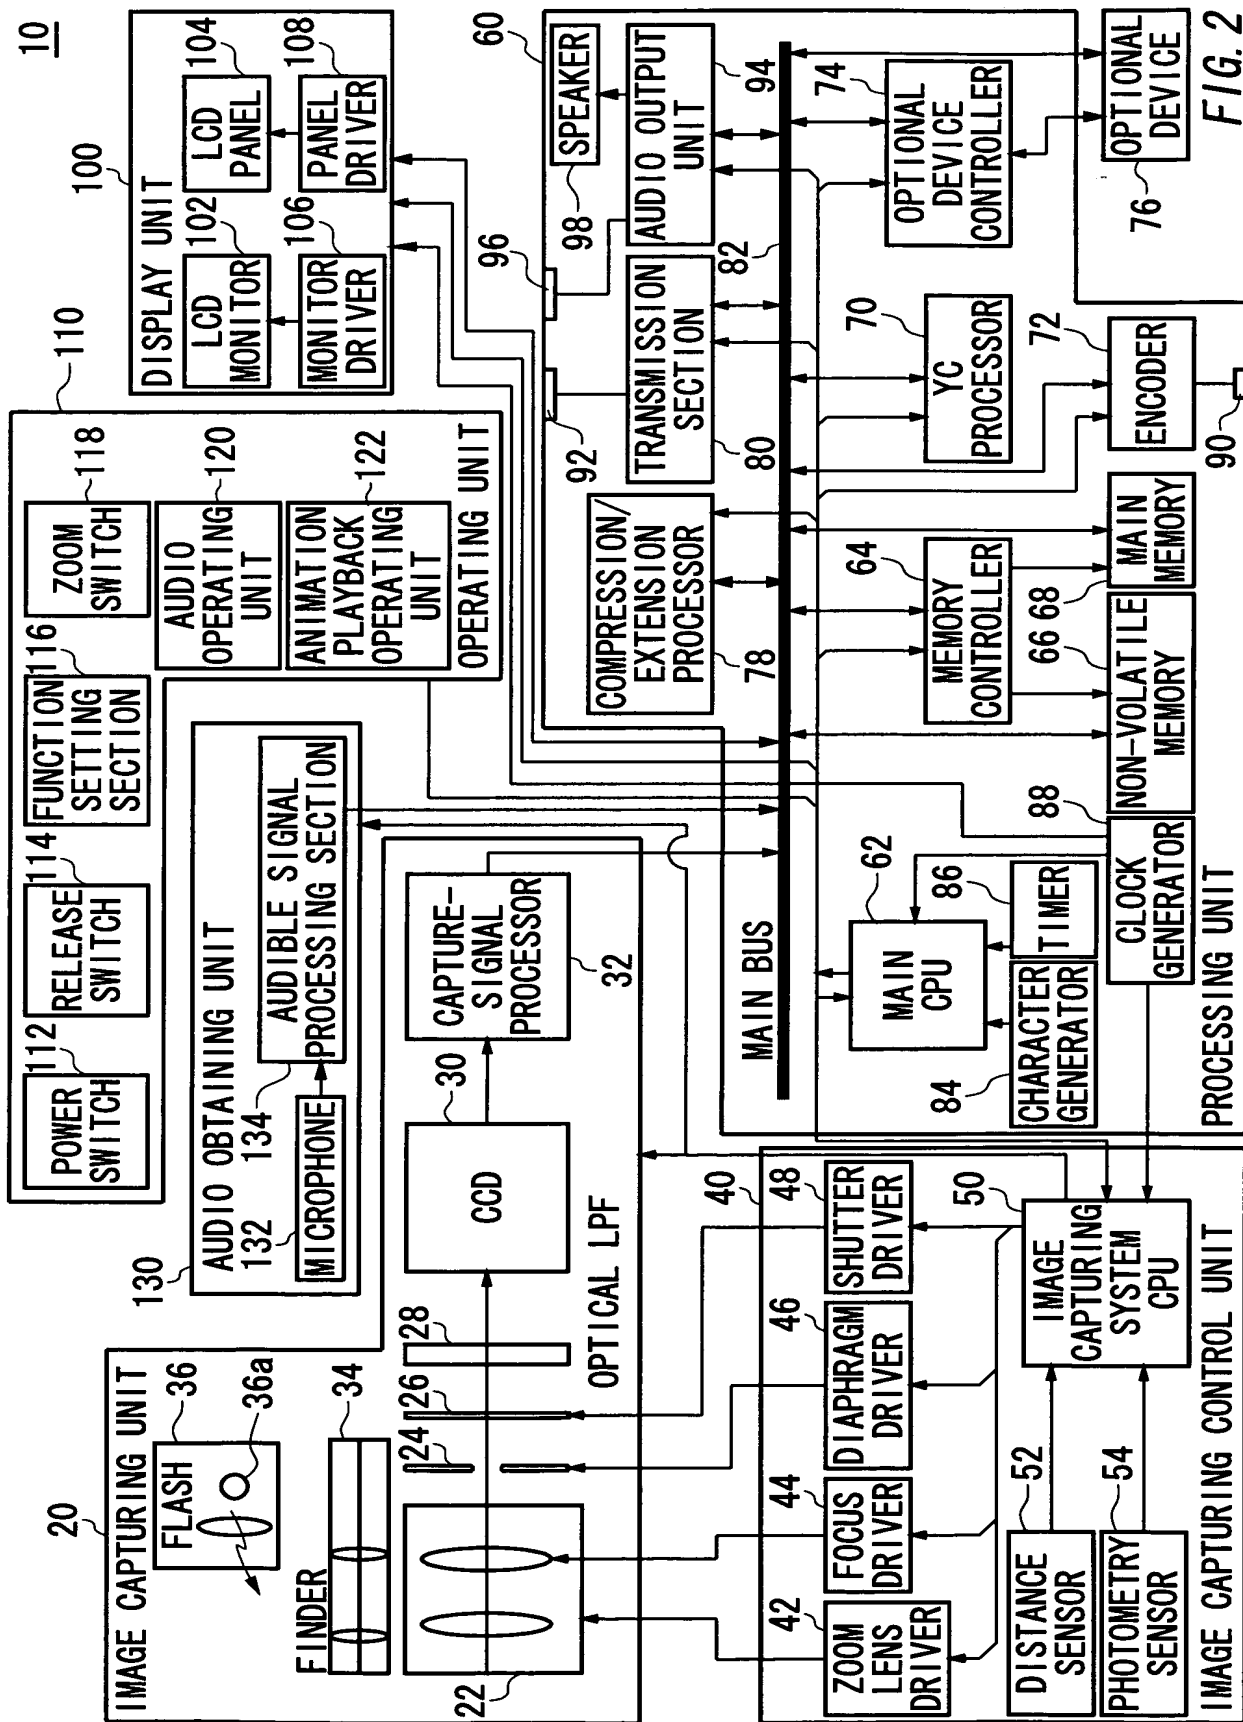 10
20
IMAGE CAPTURING UNIT
36
FLASH
36a
FINDER
34
22
24
26
28
OPTICAL LPF
30
CCD
CAPTURE-
SIGNAL
PROCESSOR
32
130
AUDIO OBTAINING UNIT
132
MICROPHONE
134
AUDIBLE SIGNAL
PROCESSING SECTION
110
112
POWER
SWITCH
114
RELEASE
SWITCH
116
FUNCTION
SETTING
SECTION
118
ZOOM
SWITCH
120
AUDIO
OPERATING
UNIT
122
ANIMATION
PLAYBACK
OPERATING
UNIT
OPERATING UNIT
100
DISPLAY UNIT
102
LCD
MONITOR
104
LCD
PANEL
106
MONITOR
DRIVER
108
PANEL
DRIVER
40
42
ZOOM
LENS
DRIVER
44
FOCUS
DRIVER
46
DIAPHRAGM
DRIVER
48
SHUTTER
DRIVER
50
IMAGE
CAPTURING
SYSTEM
CPU
52
DISTANCE
SENSOR
54
PHOTOMETRY
SENSOR
IMAGE CAPTURING CONTROL UNIT
60
92
96
98
SPEAKER
COMPRESSION/
EXTENSION
PROCESSOR
78
TRANSMISSION
SECTION
80
AUDIO OUTPUT
UNIT
94
MAIN BUS
82
62
MAIN
CPU
84
CHARACTER
GENERATOR
86
TIMER
88
CLOCK
GENERATOR
64
MEMORY
CONTROLLER
66
NON-VOLATILE
MEMORY
68
MAIN
MEMORY
70
YC
PROCESSOR
72
ENCODER
90
74
OPTIONAL
DEVICE
CONTROLLER
76
OPTIONAL
DEVICE
PROCESSING UNIT
FIG. 2